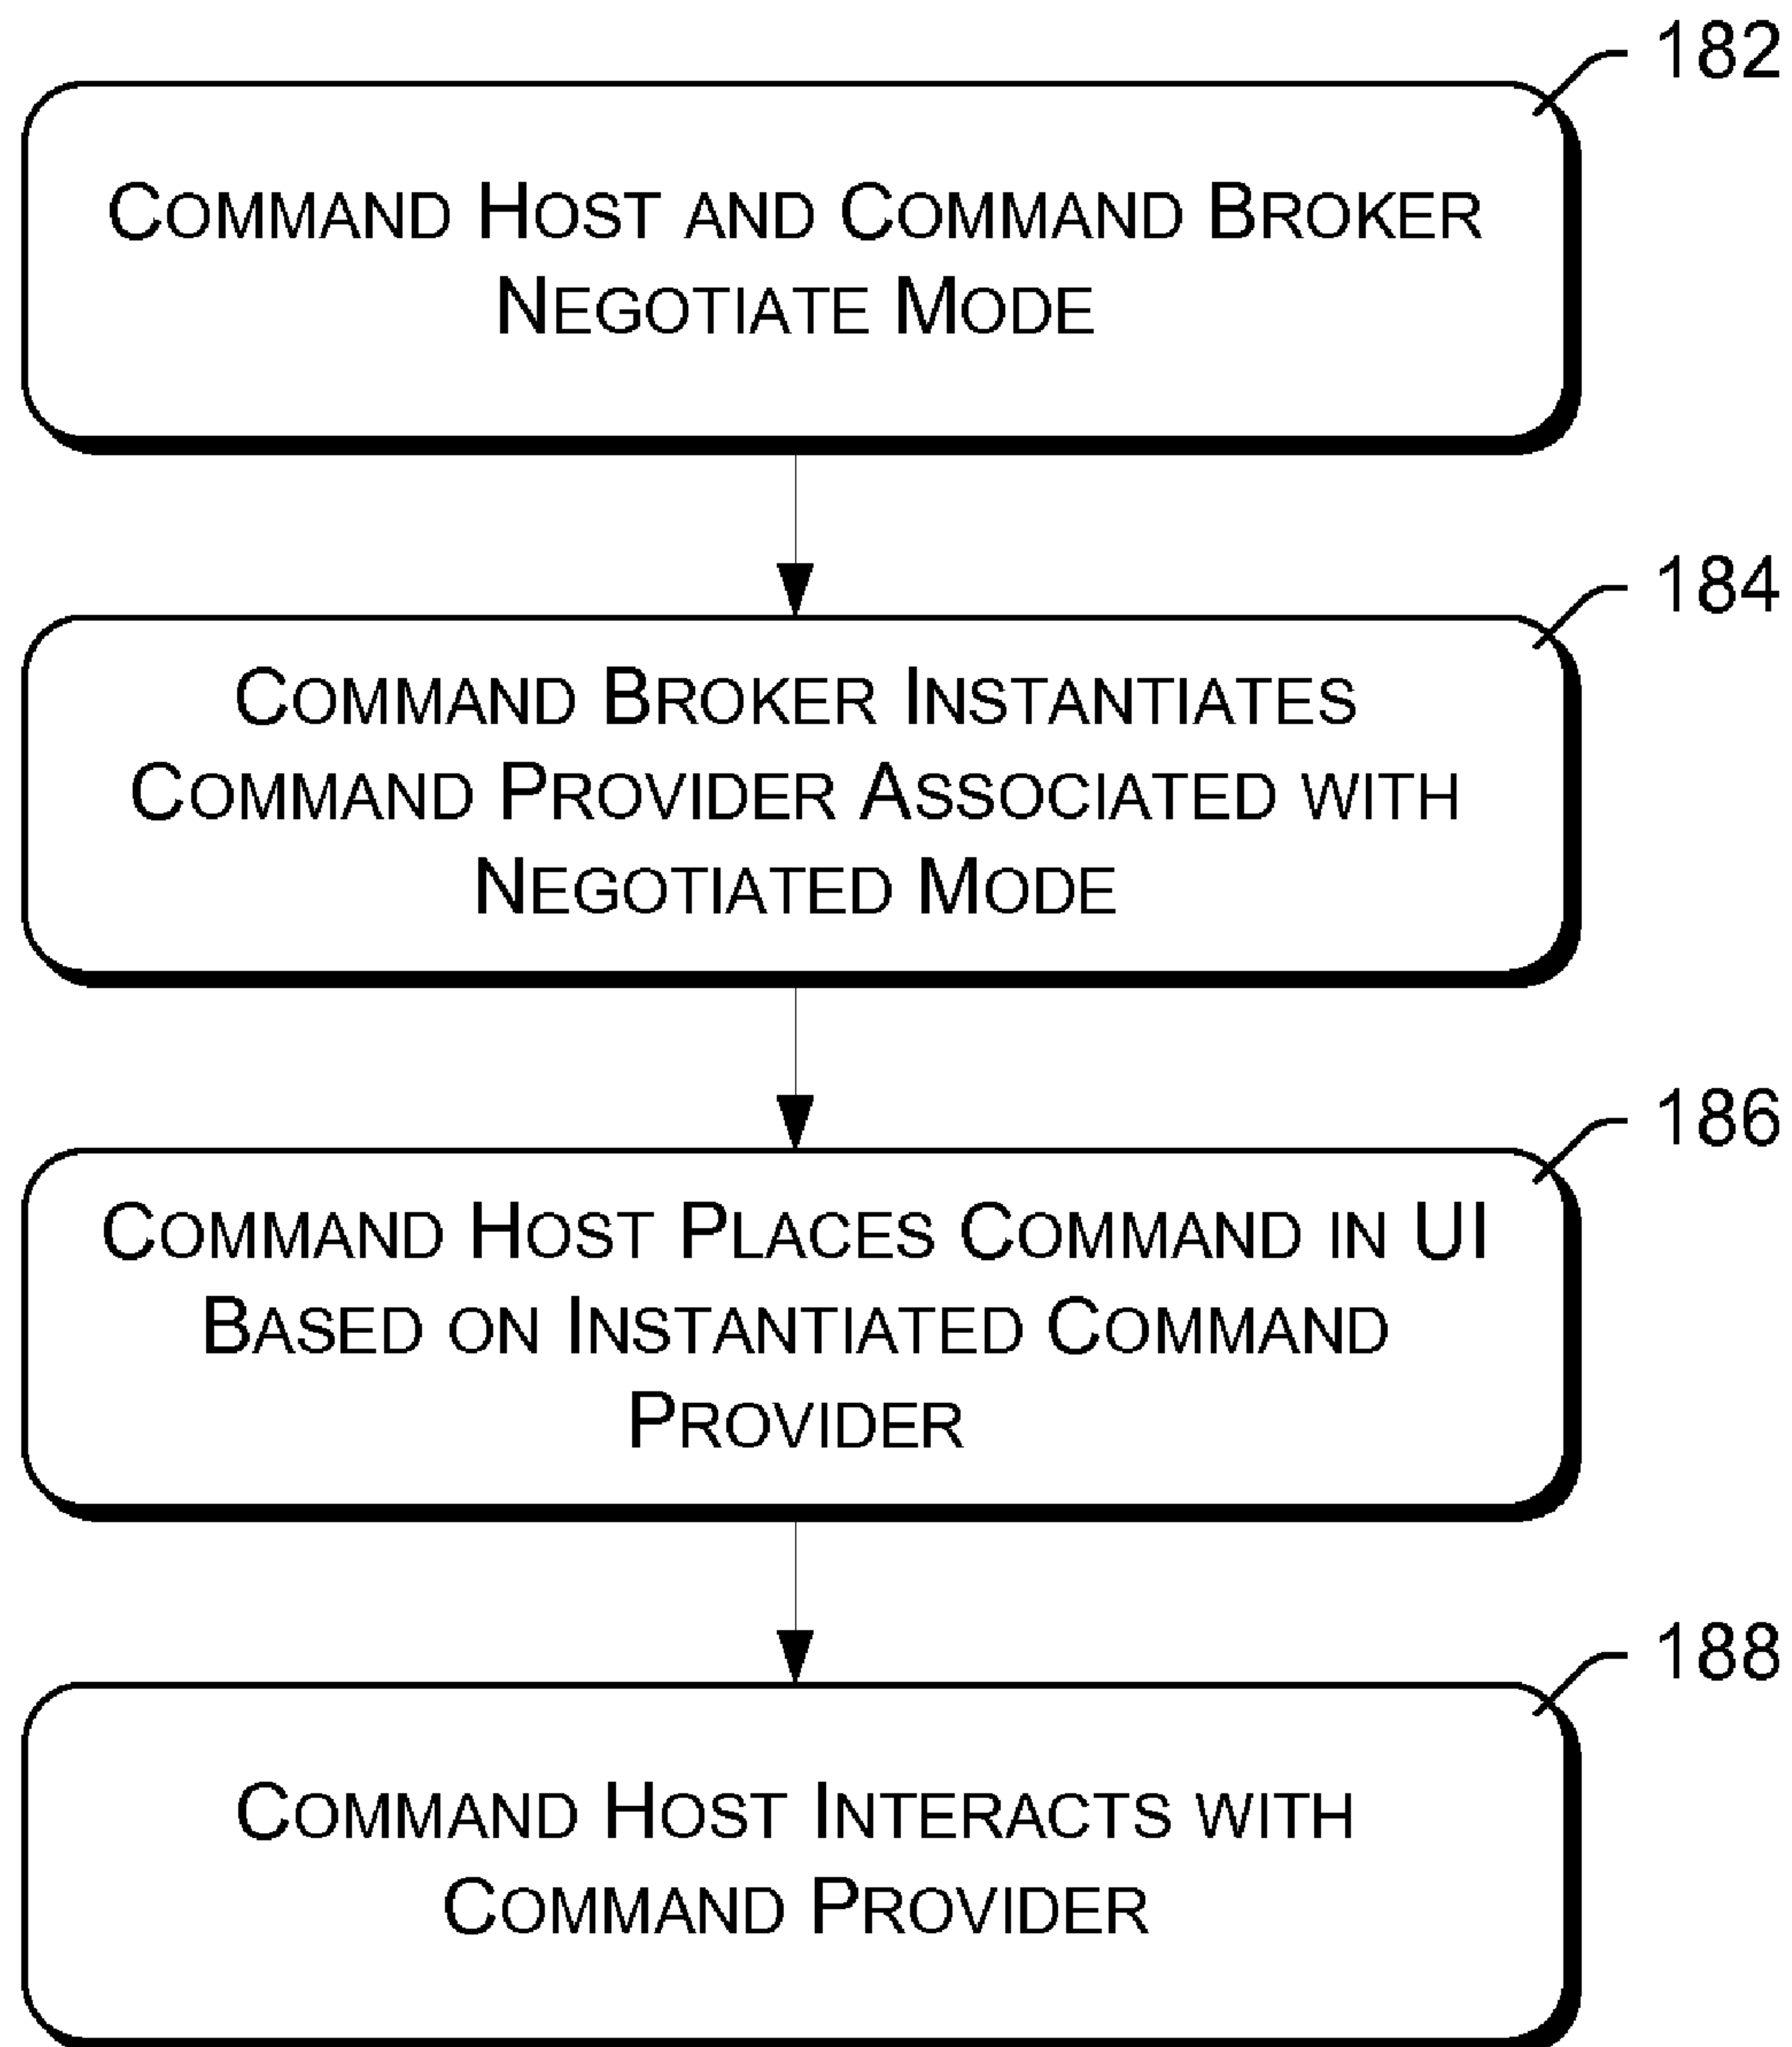 182
COMMAND HOST AND COMMAND BROKER
NEGOTIATE MODE
184
COMMAND BROKER INSTANTIATES
COMMAND PROVIDER ASSOCIATED WITH
NEGOTIATED MODE
186
COMMAND HOST PLACES COMMAND IN UI
BASED ON INSTANTIATED COMMAND
PROVIDER
188
COMMAND HOST INTERACTS WITH
COMMAND PROVIDER